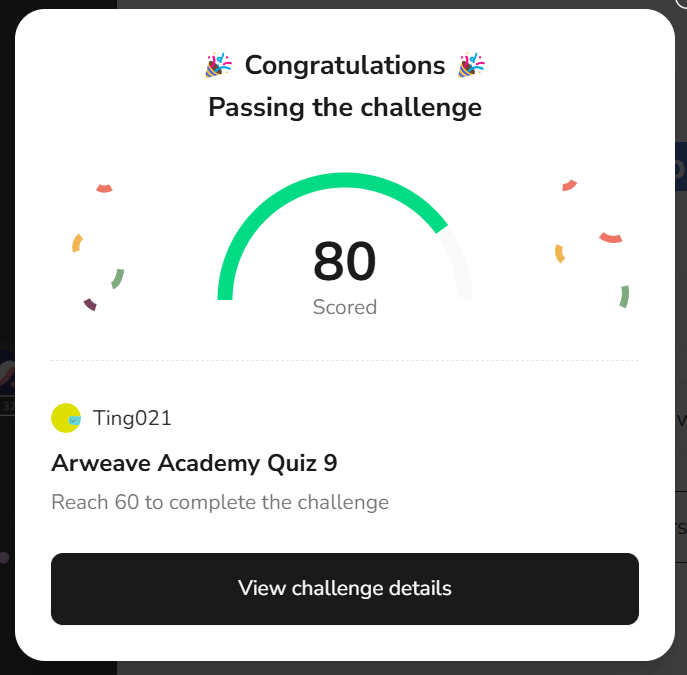 🎉 Congratulations 🎉
Passing the challenge
80
Scored
Ting021
Arweave Academy Quiz 9
Reach 60 to complete the challenge
View challenge details